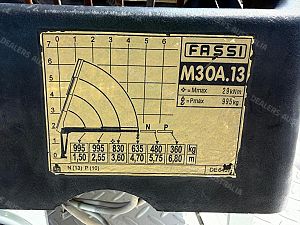 FASSI
M30A.13
0 1 2 3 4 5 6
7
6
5
4
3
2
1
0
Mmax 29kNm
Pmax 995kg
N P
995 995 830 635 480 360 kg
1,50 2,55 3,60 4,70 5,75 6,80 m
N (13) P (10)